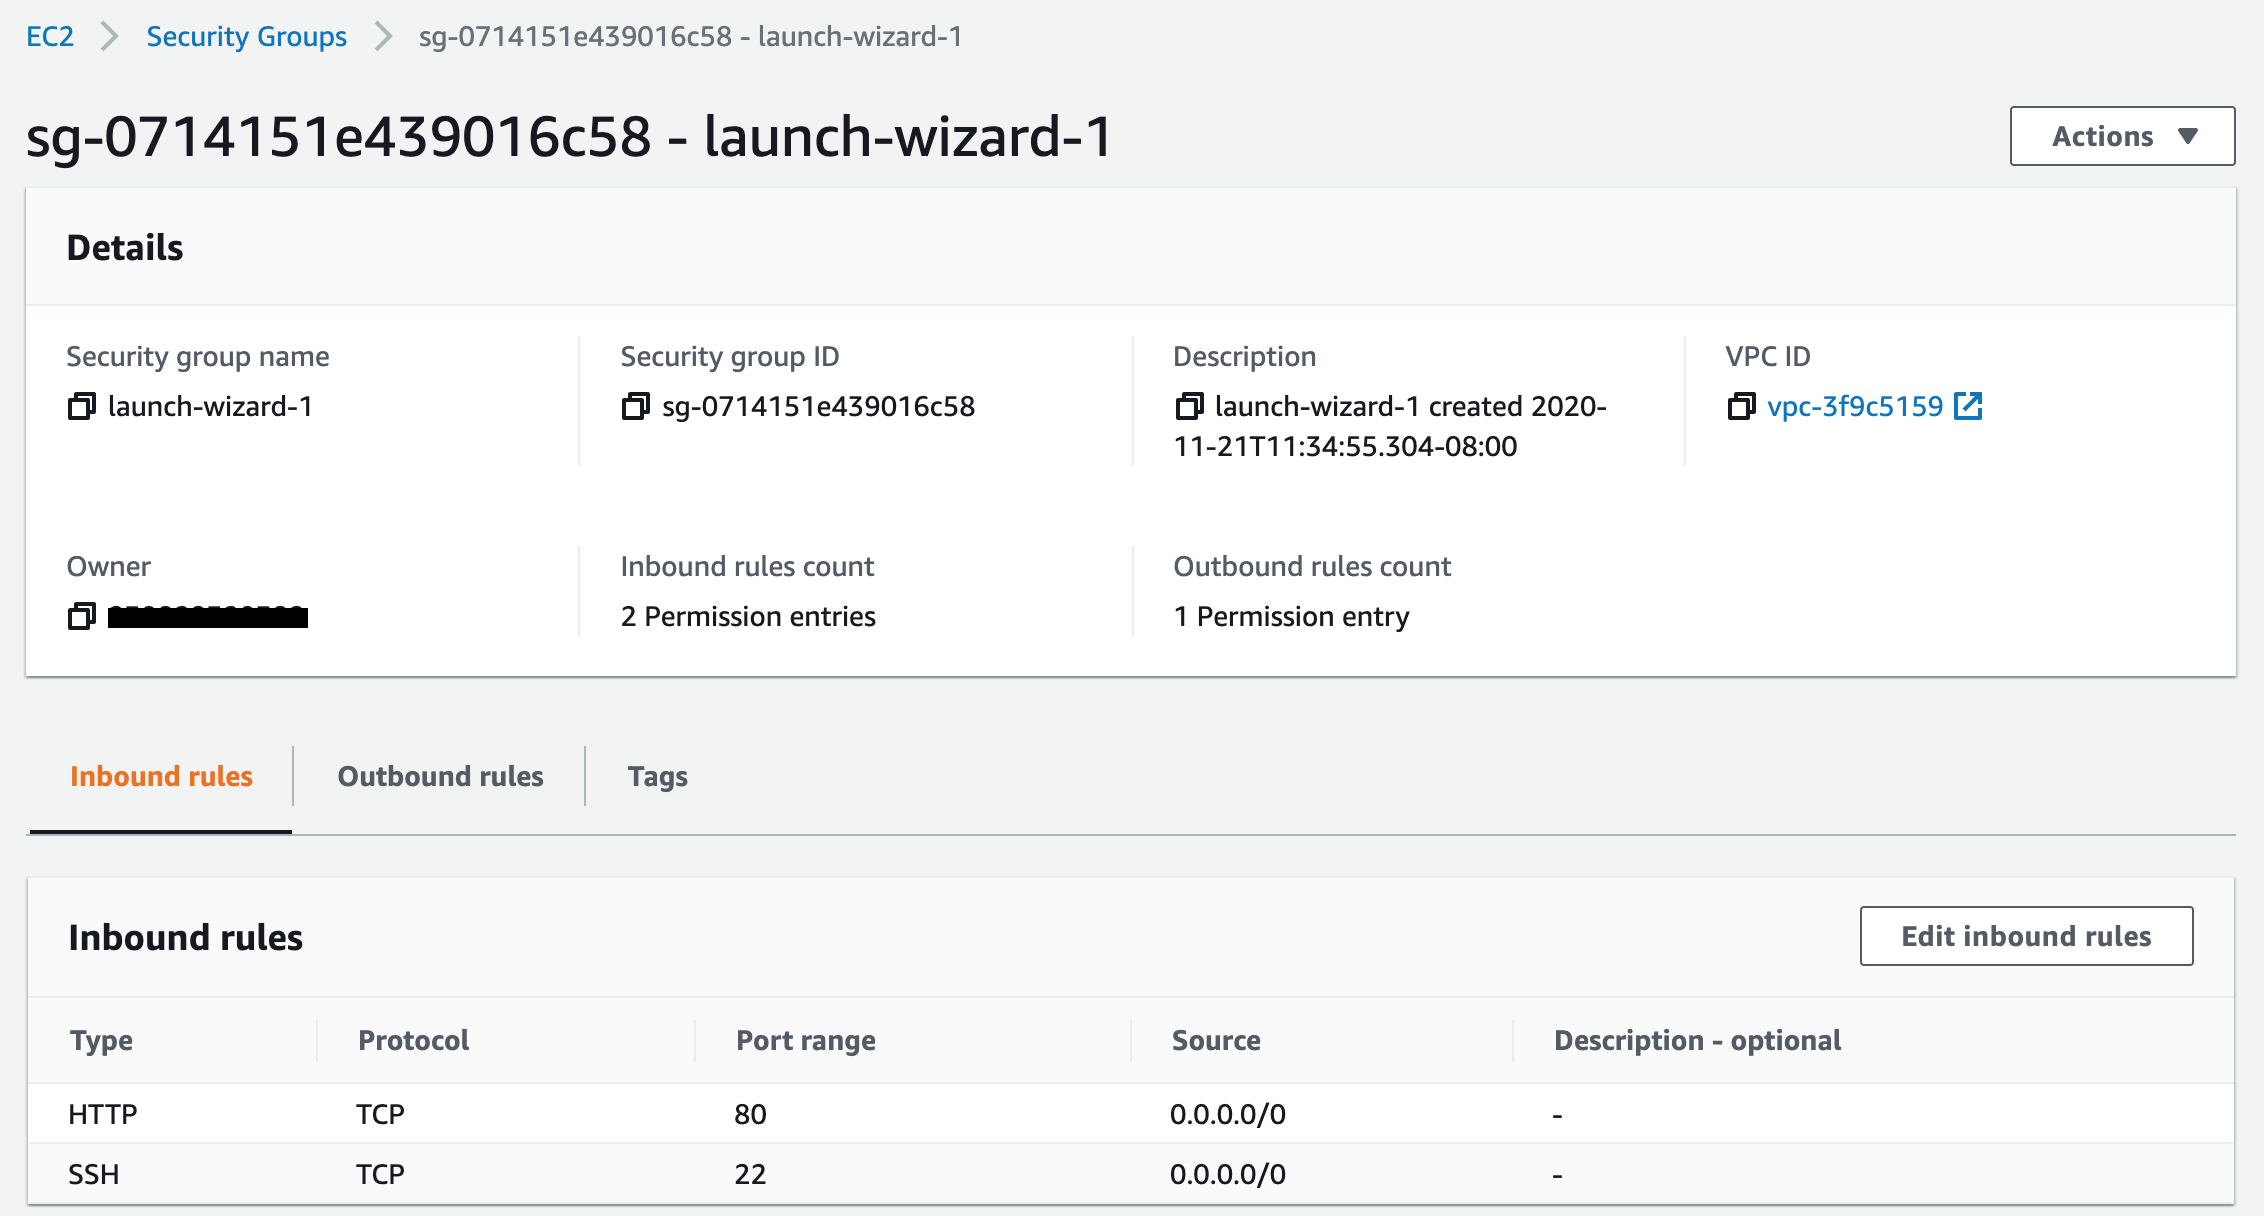 EC2 > Security Groups > sg-0714151e439016c58 - launch-wizard-1
sg-0714151e439016c58 - launch-wizard-1
Actions
Details
Security group name
launch-wizard-1
Security group ID
sg-0714151e439016c58
Description
launch-wizard-1 created 2020-
11-21T11:34:55.304-08:00
VPC ID
vpc-3f9c5159
Owner
Inbound rules count
2 Permission entries
Outbound rules count
1 Permission entry
Inbound rules Outbound rules Tags
Inbound rules
Edit inbound rules
Type Protocol Port range Source Description - optional
HTTP TCP 80 0.0.0.0/0 -
SSH TCP 22 0.0.0.0/0 -